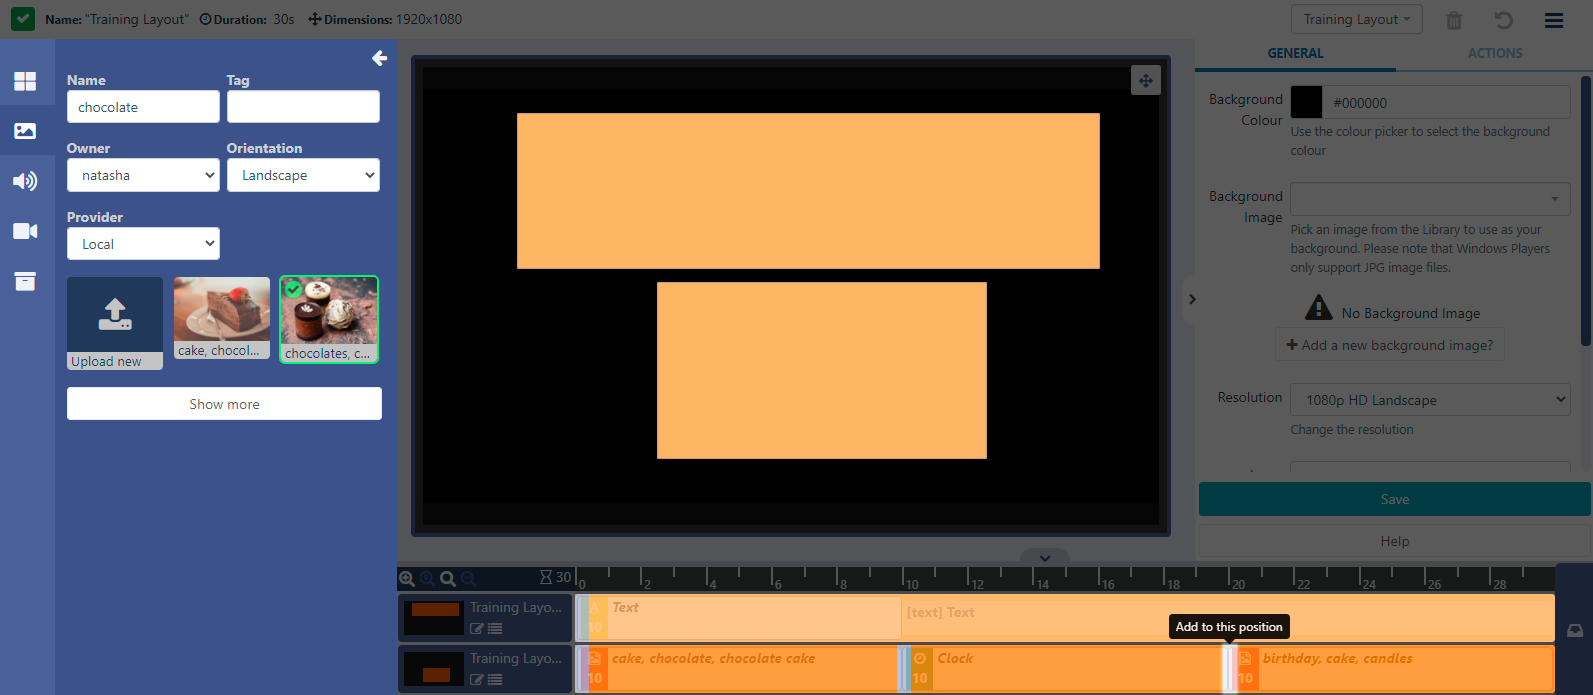 Name: "Training Layout" Duration: 30s Dimensions: 1920x1080
Training Layout
Name
Tag
chocolate
Owner
Orientation
natasha
Landscape
Provider
Local
Upload new
cake, chocol...
chocolates, c...
Show more
GENERAL
ACTIONS
Background Colour
#000000
Use the colour picker to select the background
colour
Background
Image
Pick an image from the Library to use as your
background. Please note that Windows Players
only support JPG image files.
No Background Image
Add a new background image?
Resolution
1080p HD Landscape
Change the resolution
Save
Help
30
0 2 4 6 8 10 12 14 16 18 20 22 24 26 28
Training Layo...
A
10
Text
[text] Text
Add to this position
Training Layo...
10
cake, chocolate, chocolate cake
10
Clock
10
birthday, cake, candles